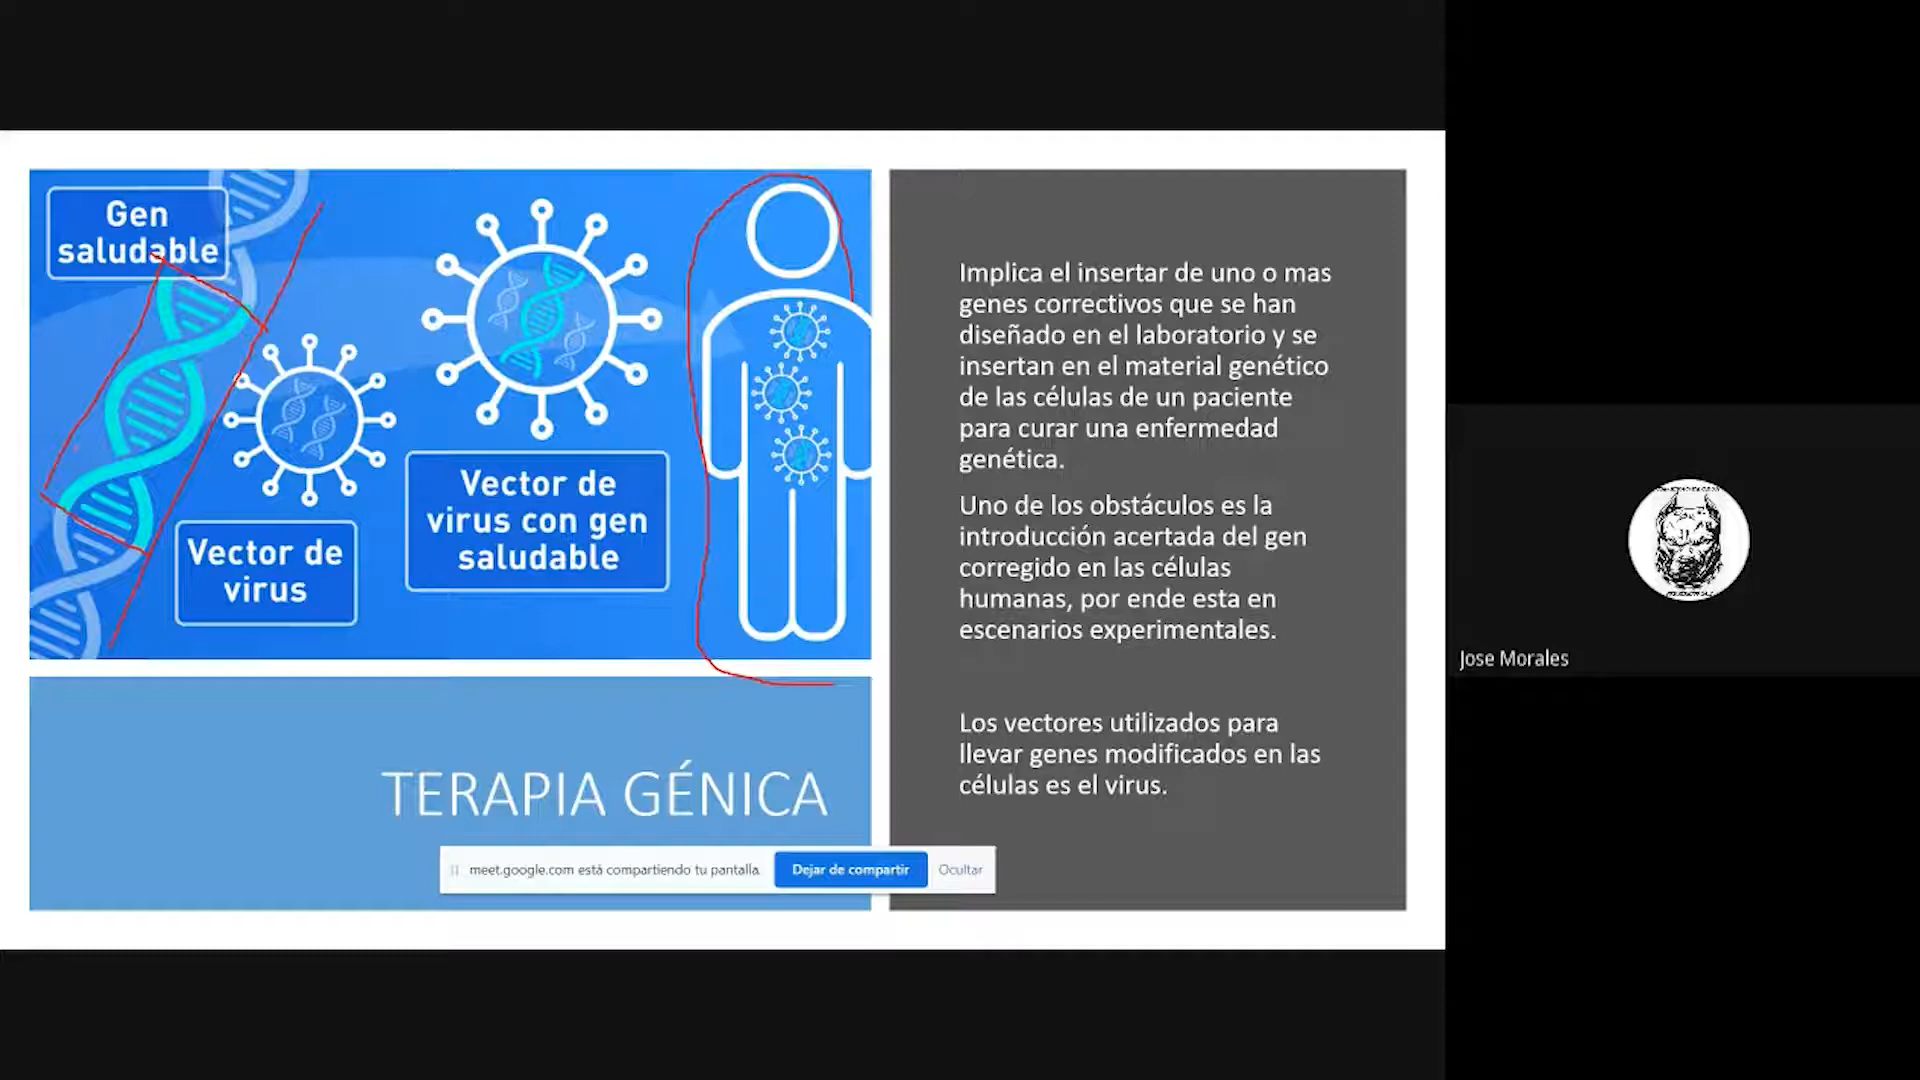 Gen
saludable
Vector de
virus
Vector de
virus con gen
saludable
TERAPIA GÉNICA
Implica el insertar de uno o mas
genes correctivos que se han
diseñado en el laboratorio y se
insertan en el material genético
de las células de un paciente
para curar una enfermedad
genética.
Uno de los obstáculos es la
introducción acertada del gen
corregido en las células
humanas, por ende esta en
escenarios experimentales.
Los vectores utilizados para
llevar genes modificados en las
células es el virus.
meet.google.com está compartiendo tu pantalla.
Dejar de compartir
Ocultar
Jose Morales